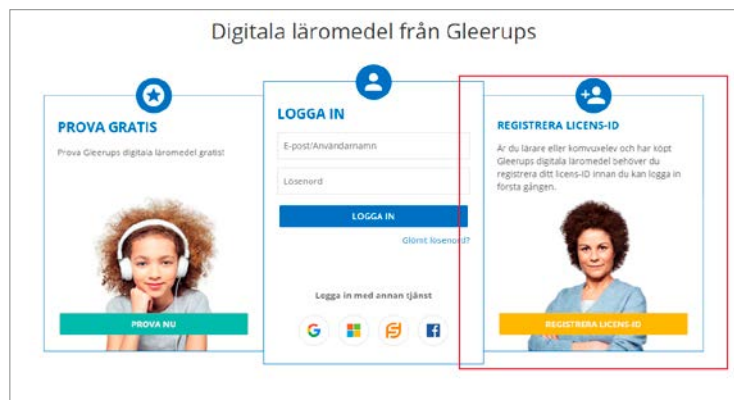 Digitala läromedel från Gleerups
PROVA GRATIS
Prova Gleerups digitala läromedel gratis!
PROVA NU
LOGGA IN
E-post/Användarnamn
Lösenord
LOGGA IN
Glömt lösenord?
Logga in med annan tjänst
REGISTRERA LICENS-ID
Är du lärare eller komvuxelev och har köpt
Gleerups digitala läromedel behöver du
registrera ditt licens-ID innan du kan logga in
första gången.
REGISTRERA LICENS-ID